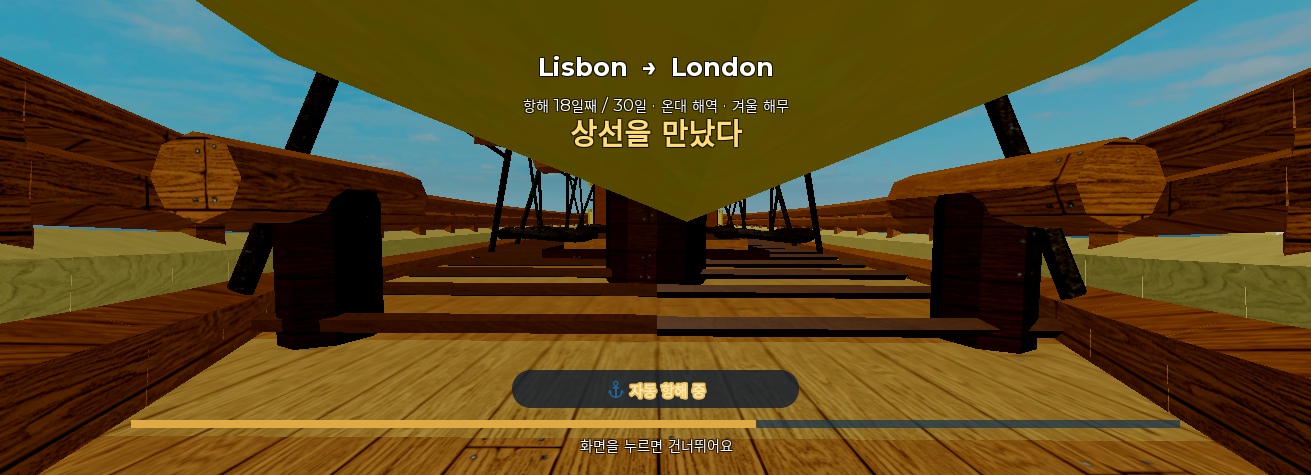 Lisbon → London
항해 18일째 / 30일 · 온대 해역 · 겨울 해무
상선을 만났다
⚓ 자동 항해 중
화면을 누르면 건너뛰어요